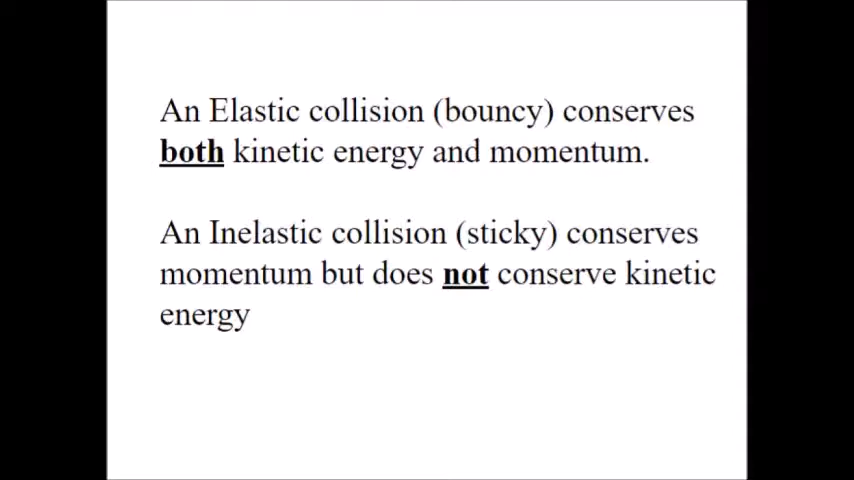 An Elastic collision (bouncy) conserves
both kinetic energy and momentum.
An Inelastic collision (sticky) conserves
momentum but does not conserve kinetic
energy